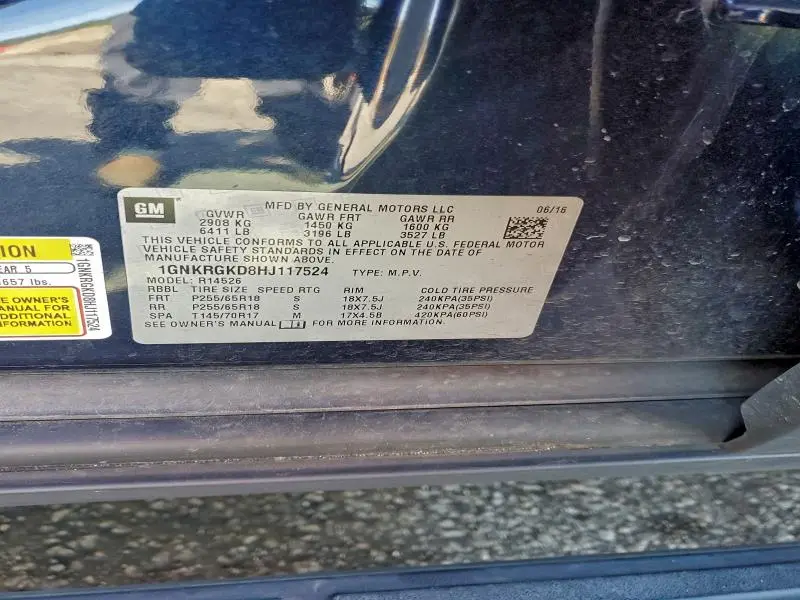 GM
MFD BY GENERAL MOTORS LLC
06/16
GVWR
GAWR FRT
GAWR RR
2908 KG
1450 KG
1600 KG
6411 LB
3196 LB
3527 LB
THIS VEHICLE CONFORMS TO ALL APPLICABLE U.S. FEDERAL MOTOR
VEHICLE SAFETY STANDARDS IN EFFECT ON THE DATE OF
MANUFACTURE SHOWN ABOVE.
1GNKRGKD8HJ117524 TYPE: M.P.V.
MODEL: R14526
RBBL TIRE SIZE SPEED RTG RIM COLD TIRE PRESSURE
FRT P255/65R18 S 18X7.5J 240KPA(35PSI)
RR P255/65R18 S 18X7.5J 240KPA(35PSI)
SPA T145/70R17 M 17X4.5B 420KPA(60PSI)
SEE OWNER'S MANUAL FOR MORE INFORMATION.
TION
EAR 5
657 lbs.
EE OWNER'S
ANUAL FOR
DDITIONAL
FORMATION
1GNKRGKD8HJ117524